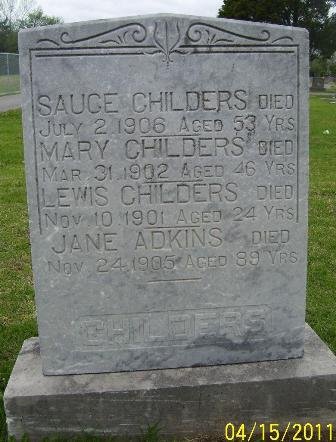 SAUCE CHILDERS DIED
JULY 2, 1906 AGED 53 YRS
MARY CHILDERS DIED
MAR. 31, 1902 AGED 46 YRS
LEWIS CHILDERS DIED
NOV. 10, 1901 AGED 24 YRS
JANE ADKINS DIED
NOV. 24, 1905 AGED 89 YRS
CHILDERS
04/15/2011